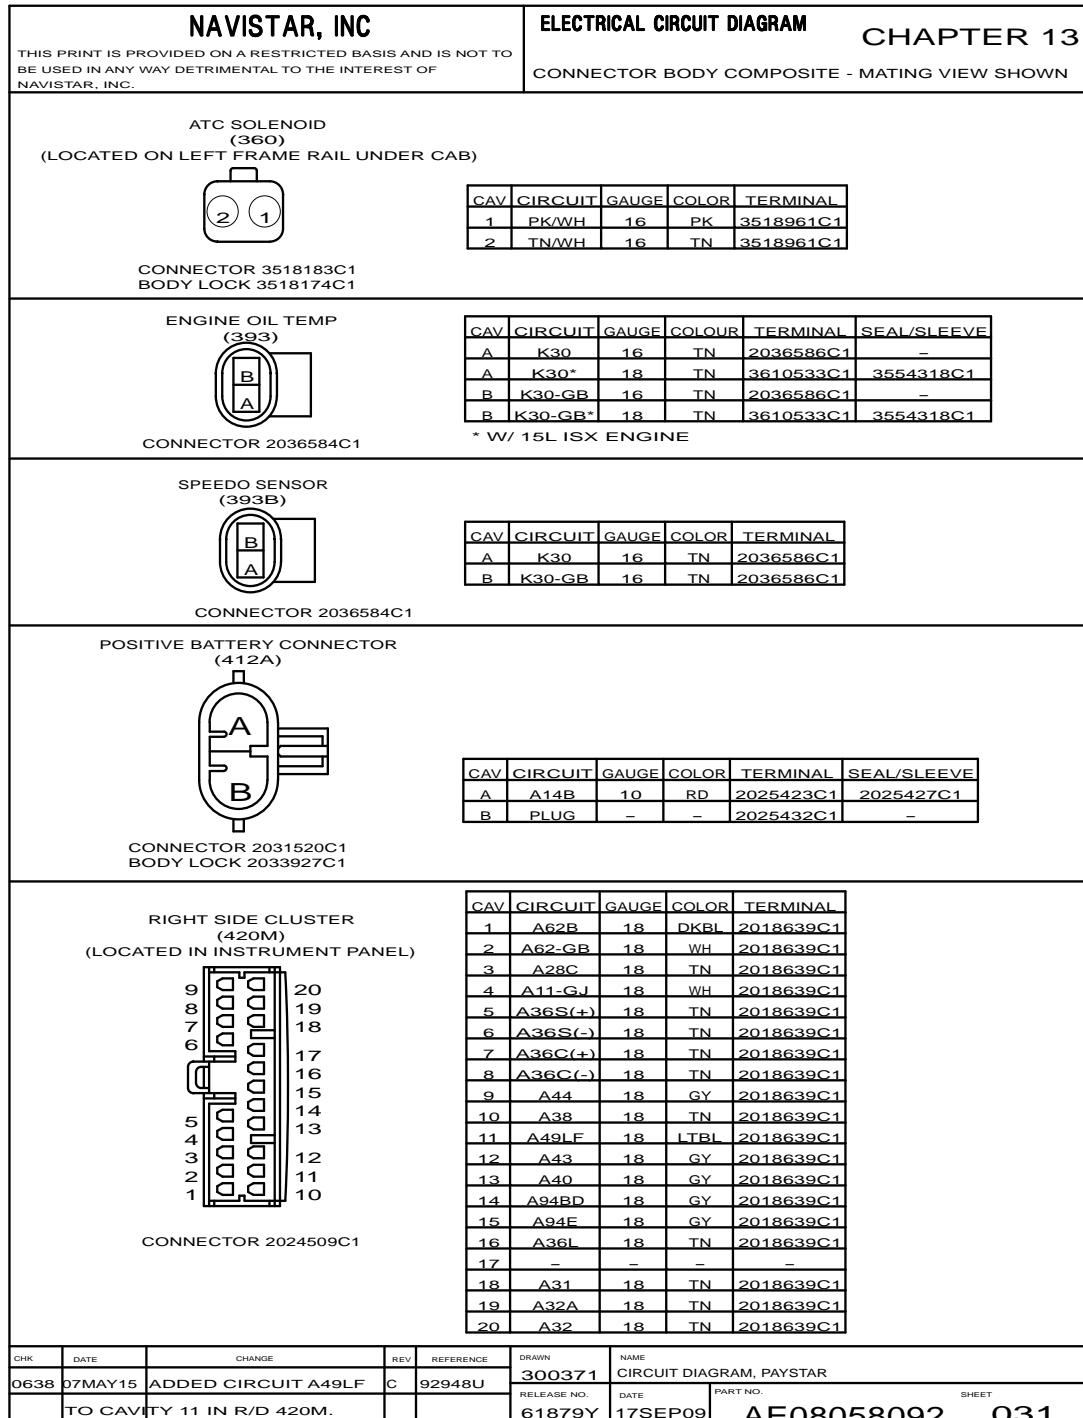 NAVISTAR, INC
THIS PRINT IS PROVIDED ON A RESTRICTED BASIS AND IS NOT TO
BE USED IN ANY WAY DETRIMENTAL TO THE INTEREST OF
NAVISTAR, INC.
ELECTRICAL CIRCUIT DIAGRAM
CHAPTER 13
CONNECTOR BODY COMPOSITE - MATING VIEW SHOWN
ATC SOLENOID
(360)
(LOCATED ON LEFT FRAME RAIL UNDER CAB)
2 1
CONNECTOR 3518183C1
BODY LOCK 3518174C1
CAV CIRCUIT GAUGE COLOR TERMINAL
1 PK/WH 16 PK 3518961C1
2 TN/WH 16 TN 3518961C1
ENGINE OIL TEMP
(393)
B
A
CONNECTOR 2036584C1
CAV CIRCUIT GAUGE COLOUR TERMINAL SEAL/SLEEVE
A K30 16 TN 2036586C1 –
A K30* 18 TN 3610533C1 3554318C1
B K30-GB 16 TN 2036586C1 –
B K30-GB* 18 TN 3610533C1 3554318C1
* W/ 15L ISX ENGINE
SPEEDO SENSOR
(393B)
B
A
CONNECTOR 2036584C1
CAV CIRCUIT GAUGE COLOR TERMINAL
A K30 16 TN 2036586C1
B K30-GB 16 TN 2036586C1
POSITIVE BATTERY CONNECTOR
(412A)
A
B
CONNECTOR 2031520C1
BODY LOCK 2033927C1
CAV CIRCUIT GAUGE COLOR TERMINAL SEAL/SLEEVE
A A14B 10 RD 2025423C1 2025427C1
B PLUG – – 2025432C1 –
RIGHT SIDE CLUSTER
(420M)
(LOCATED IN INSTRUMENT PANEL)
9 20
8 19
7 18
6
17
16
15
14
5 13
4
3 12
2 11
1 10
CONNECTOR 2024509C1
CAV CIRCUIT GAUGE COLOR TERMINAL
1 A62B 18 DKBL 2018639C1
2 A62-GB 18 WH 2018639C1
3 A28C 18 TN 2018639C1
4 A11-GJ 18 WH 2018639C1
5 A36S(+) 18 TN 2018639C1
6 A36S(-) 18 TN 2018639C1
7 A36C(+) 18 TN 2018639C1
8 A36C(-) 18 TN 2018639C1
9 A44 18 GY 2018639C1
10 A38 18 TN 2018639C1
11 A49LF 18 LTBL 2018639C1
12 A43 18 GY 2018639C1
13 A40 18 GY 2018639C1
14 A94BD 18 GY 2018639C1
15 A94E 18 GY 2018639C1
16 A36L 18 TN 2018639C1
17 – – – –
18 A31 18 TN 2018639C1
19 A32A 18 TN 2018639C1
20 A32 18 TN 2018639C1
CHK DATE CHANGE REV REFERENCE
0638 07MAY15 ADDED CIRCUIT A49LF C 92948U
TO CAVITY 11 IN R/D 420M.
DRAWN
300371
NAME
CIRCUIT DIAGRAM, PAYSTAR
RELEASE NO.
61879Y
DATE
17SEP09
PART NO.
AE08058092
SHEET
031